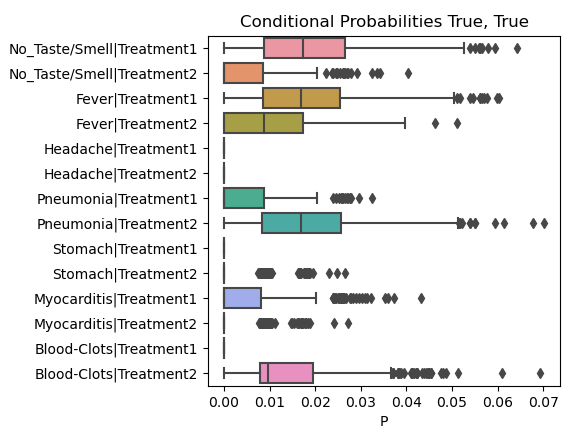 Conditional Probabilities True, True
No_Taste/Smell|Treatment1
No_Taste/Smell|Treatment2
Fever|Treatment1
Fever|Treatment2
Headache|Treatment1
Headache|Treatment2
Pneumonia|Treatment1
Pneumonia|Treatment2
Stomach|Treatment1
Stomach|Treatment2
Myocarditis|Treatment1
Myocarditis|Treatment2
Blood-Clots|Treatment1
Blood-Clots|Treatment2
0.00 0.01 0.02 0.03 0.04 0.05 0.06 0.07
P